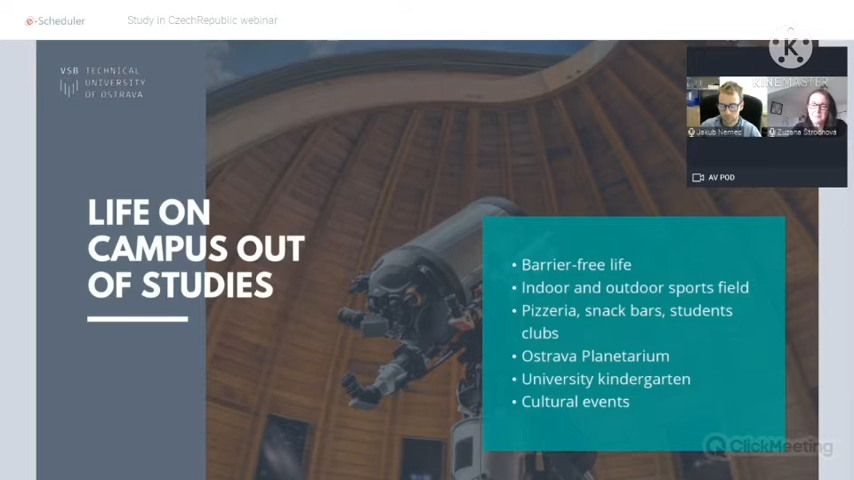 e-Scheduler
Study in CzechRepublic webinar
VSB TECHNICAL
UNIVERSITY
OF OSTRAVA
K
KINEMASTER
Jakub Nemec
Zuzana Štrochová
AV POD
LIFE ON
CAMPUS OUT
OF STUDIES
• Barrier-free life
• Indoor and outdoor sports field
• Pizzeria, snack bars, students
clubs
• Ostrava Planetarium
• University kindergarten
• Cultural events
ClickMeeting